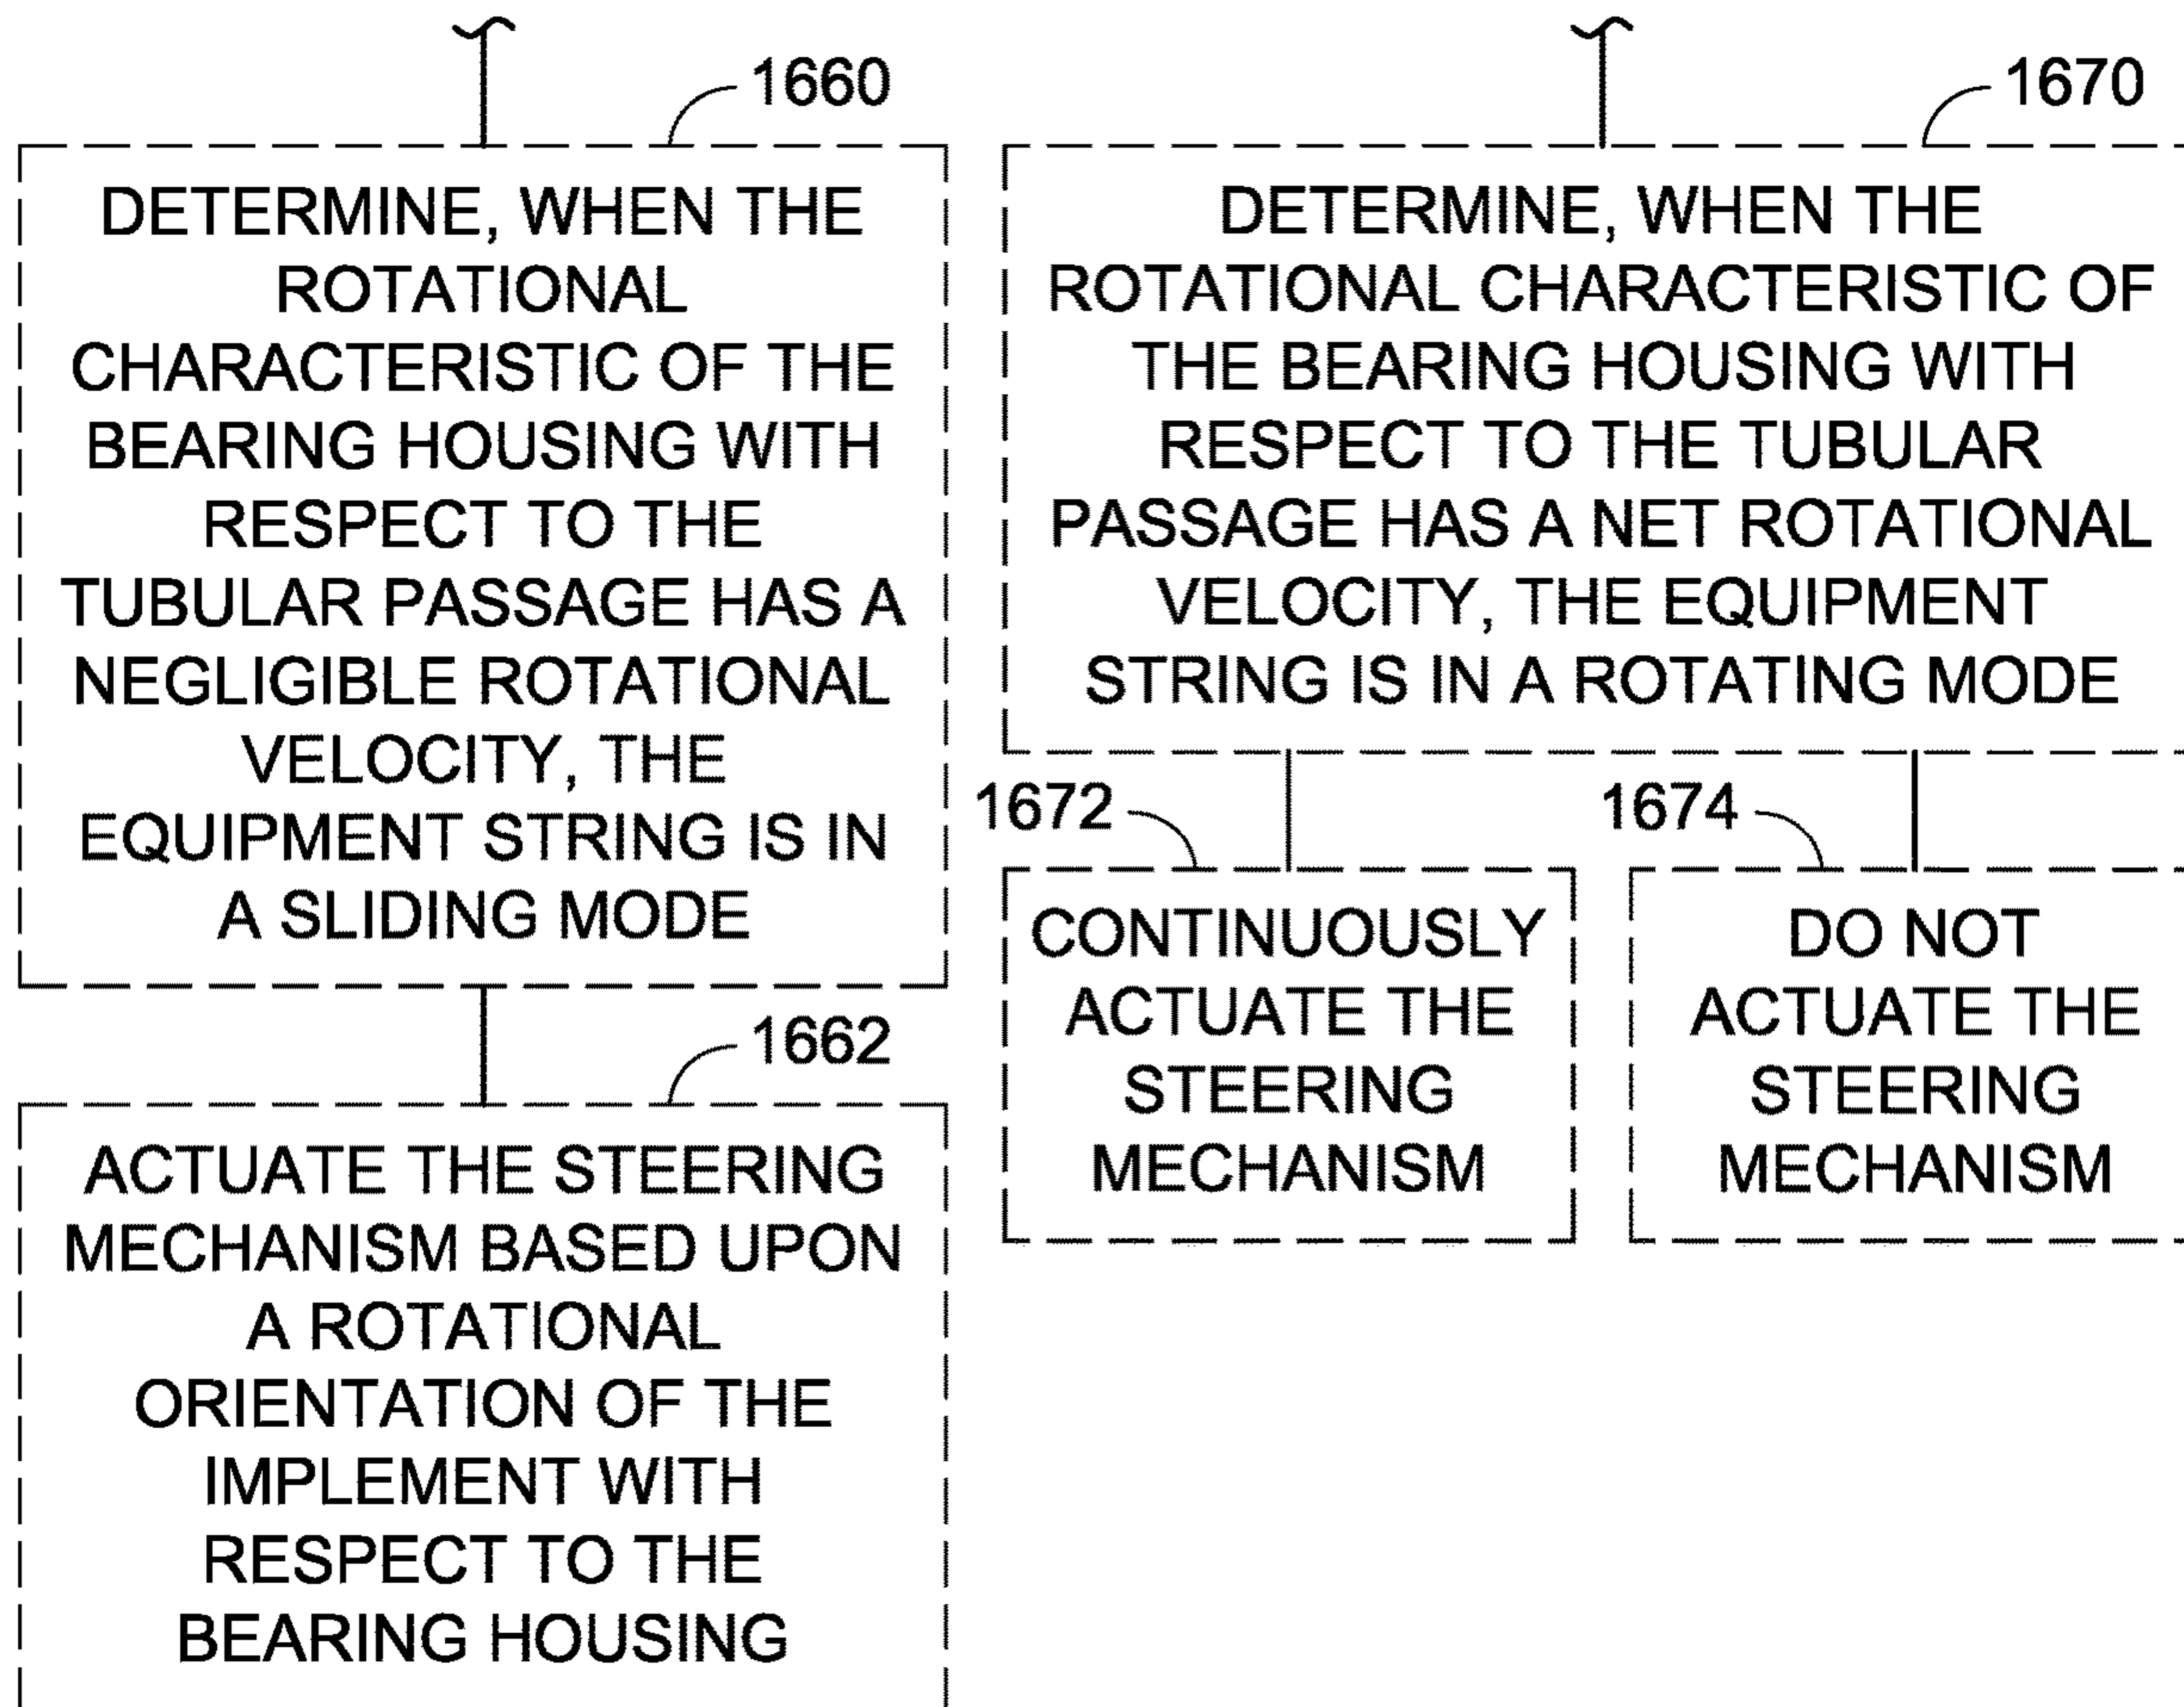 1660
DETERMINE, WHEN THE
ROTATIONAL
CHARACTERISTIC OF THE
BEARING HOUSING WITH
RESPECT TO THE
TUBULAR PASSAGE HAS A
NEGLIGIBLE ROTATIONAL
VELOCITY, THE
EQUIPMENT STRING IS IN
A SLIDING MODE
1662
ACTUATE THE STEERING
MECHANISM BASED UPON
A ROTATIONAL
ORIENTATION OF THE
IMPLEMENT WITH
RESPECT TO THE
BEARING HOUSING
1670
DETERMINE, WHEN THE
ROTATIONAL CHARACTERISTIC OF
THE BEARING HOUSING WITH
RESPECT TO THE TUBULAR
PASSAGE HAS A NET ROTATIONAL
VELOCITY, THE EQUIPMENT
STRING IS IN A ROTATING MODE
1672
CONTINUOUSLY
ACTUATE THE
STEERING
MECHANISM
1674
DO NOT
ACTUATE THE
STEERING
MECHANISM